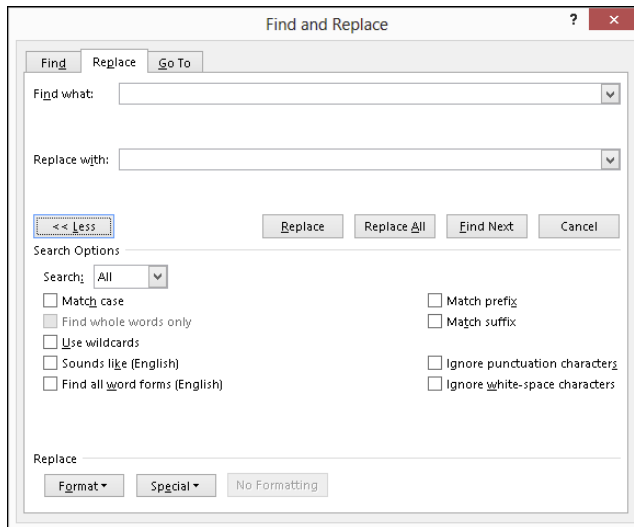 Find and Replace ? ×
Find Replace Go To
Find what:
Replace with:
<< Less Replace Replace All Find Next Cancel
Search Options
Search: All
Match case Match prefix
Find whole words only Match suffix
Use wildcards
Sounds like (English) Ignore punctuation characters
Find all word forms (English) Ignore white-space characters
Replace
Format Special No Formatting